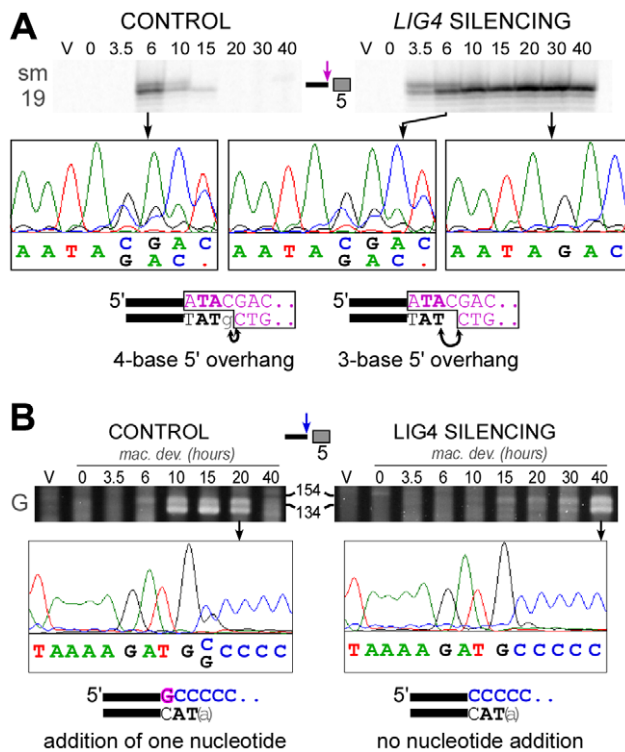 A
CONTROL
LIG4 SILENCING
V 0 3.5 6 10 15 20 30 40
V 0 3.5 6 10 15 20 30 40
sm
19
5
A A T A C G A C
G A C .
A A T A C G A C
G A C .
A A T A G A C
5' ATACGAC..
TATgCTG..
4-base 5' overhang
5' ATACGAC..
TAT CTG..
3-base 5' overhang
B
CONTROL
5
LIG4 SILENCING
mac. dev. (hours)
mac. dev. (hours)
V 0 3.5 6 10 15 20 40
V 0 3.5 6 10 15 20 30 40
G
154
134
T A A A A G A T G C C C C C
G
T A A A A G A T G C C C C C
5' GCCCCC..
CAT(a)
addition of one nucleotide
5' CCCCC..
CAT(a)
no nucleotide addition